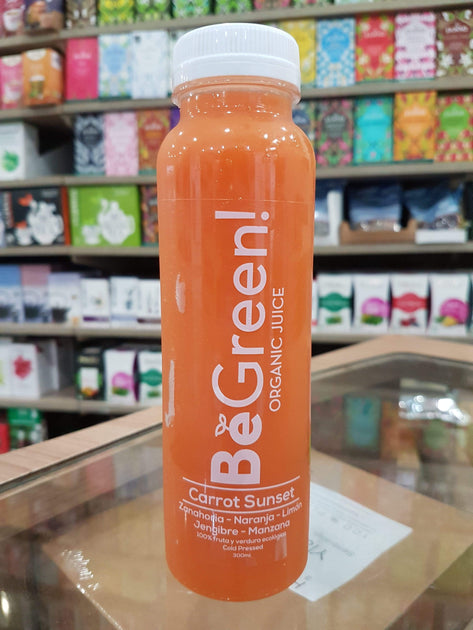 BeGreen!
ORGANIC JUICE
Carrot Sunset
Zanahoria - Naranja - Limón
Jengibre - Manzana
100% fruta y verdura ecológica
Cold Pressed
300ml